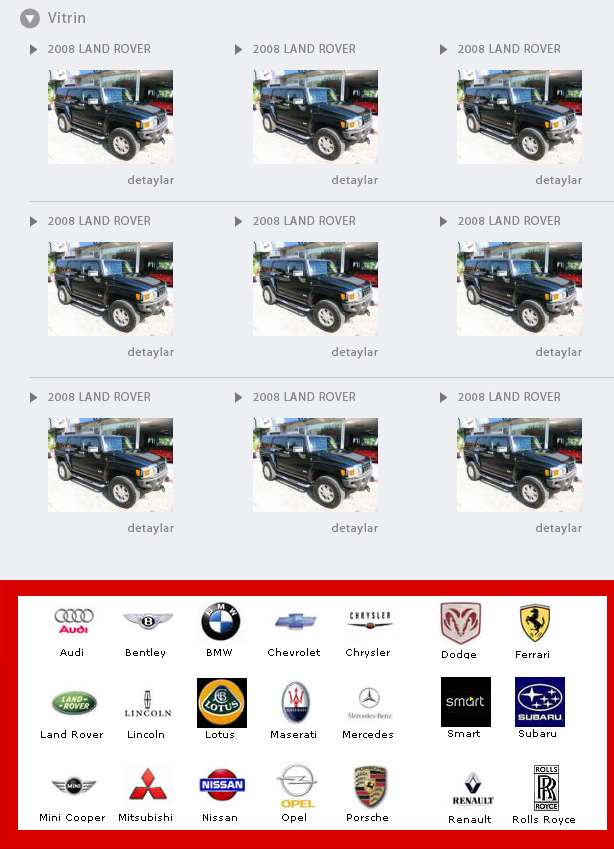 Vitrin
2008 LAND ROVER 2008 LAND ROVER 2008 LAND ROVER
detaylar detaylar detaylar
2008 LAND ROVER 2008 LAND ROVER 2008 LAND ROVER
detaylar detaylar detaylar
2008 LAND ROVER 2008 LAND ROVER 2008 LAND ROVER
detaylar detaylar detaylar
Audi BMW CHRYSLER
Audi Bentley BMW Chevrolet Chrysler Dodge Ferrari
LAND-ROVER LINCOLN LOTUS MASERATI Mercedes-Benz smart SUBARU
Land Rover Lincoln Lotus Maserati Mercedes Smart Subaru
MINI NISSAN OPEL RENAULT ROLLS ROYCE
Mini Cooper Mitsubishi Nissan Opel Porsche Renault Rolls Royce